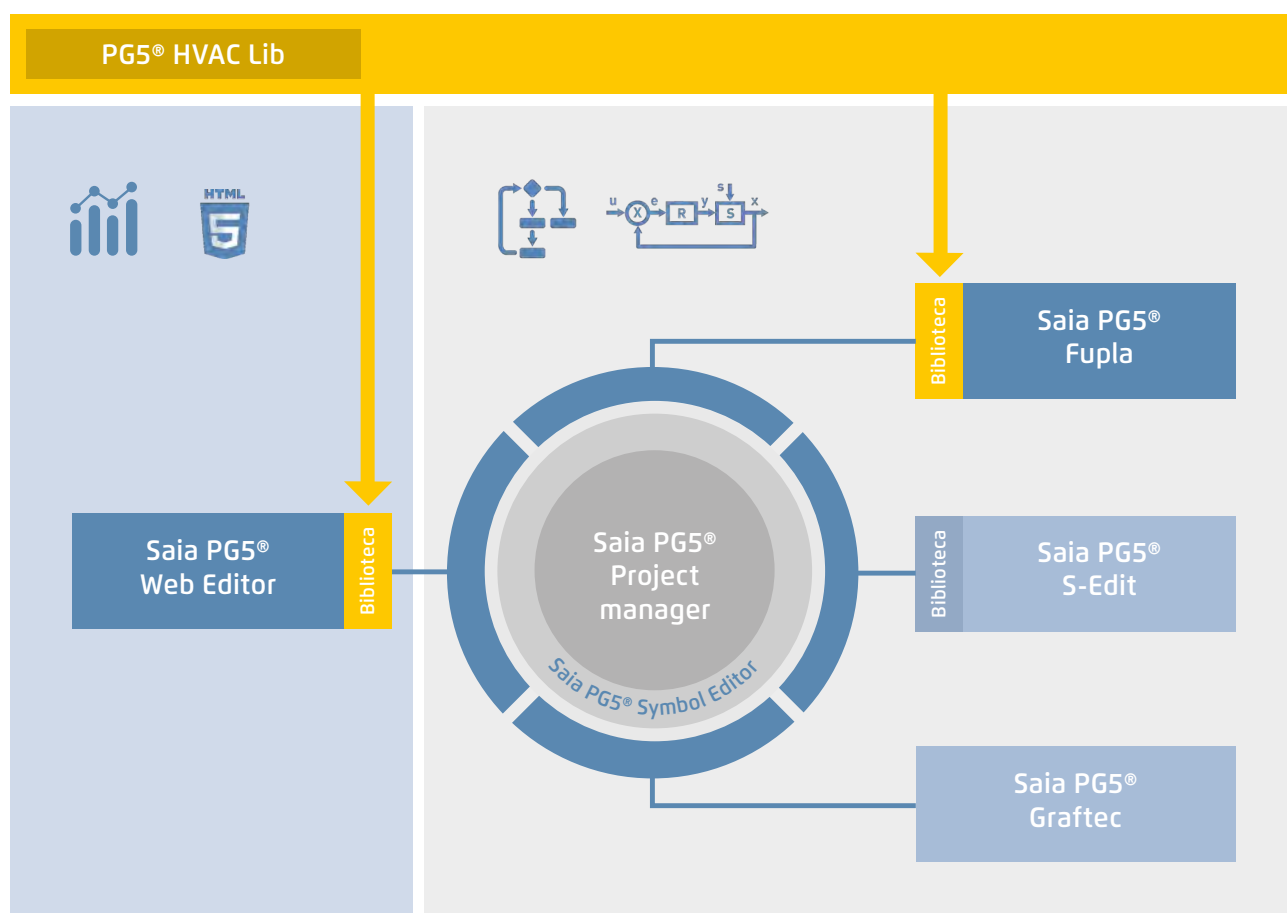 PG5® HVAC Lib
HTML
5
u
e
y
s
x
X
R
S
Biblioteca
Saia PG5®
Fupla
Saia PG5®
Web Editor
Biblioteca
Saia PG5®
Project
manager
Saia PG5® Symbol Editor
Biblioteca
Saia PG5®
S-Edit
Saia PG5®
Graftec